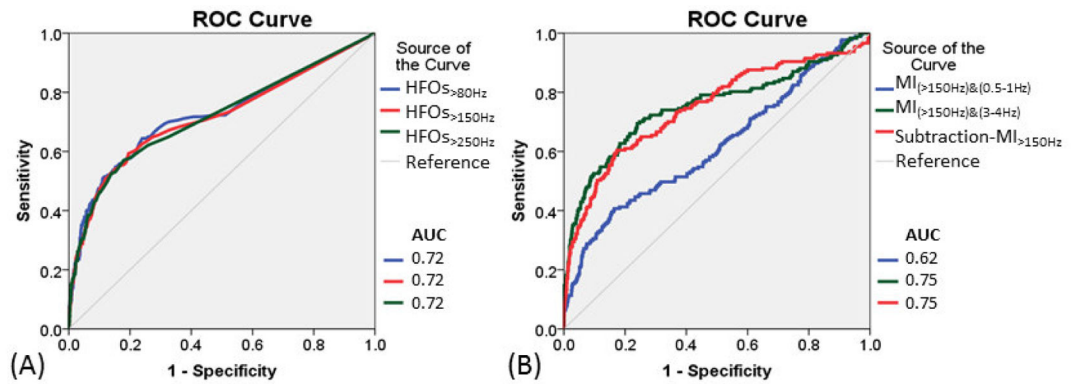 ROC Curve
Source of
the Curve
HFOs>80Hz
HFOs>150Hz
HFOs>250Hz
Reference
AUC
0.72
0.72
0.72
Sensitivity
1.0
0.8
0.6
0.4
0.2
0.0
0.0 0.2 0.4 0.6 0.8 1.0
1 - Specificity
(A)
ROC Curve
Source of the
Curve
MI(>150Hz)&(0.5-1Hz)
MI(>150Hz)&(3-4Hz)
Subtraction-MI>150Hz
Reference
AUC
0.62
0.75
0.75
Sensitivity
1.0
0.8
0.6
0.4
0.2
0.0
0.0 0.2 0.4 0.6 0.8 1.0
1 - Specificity
(B)